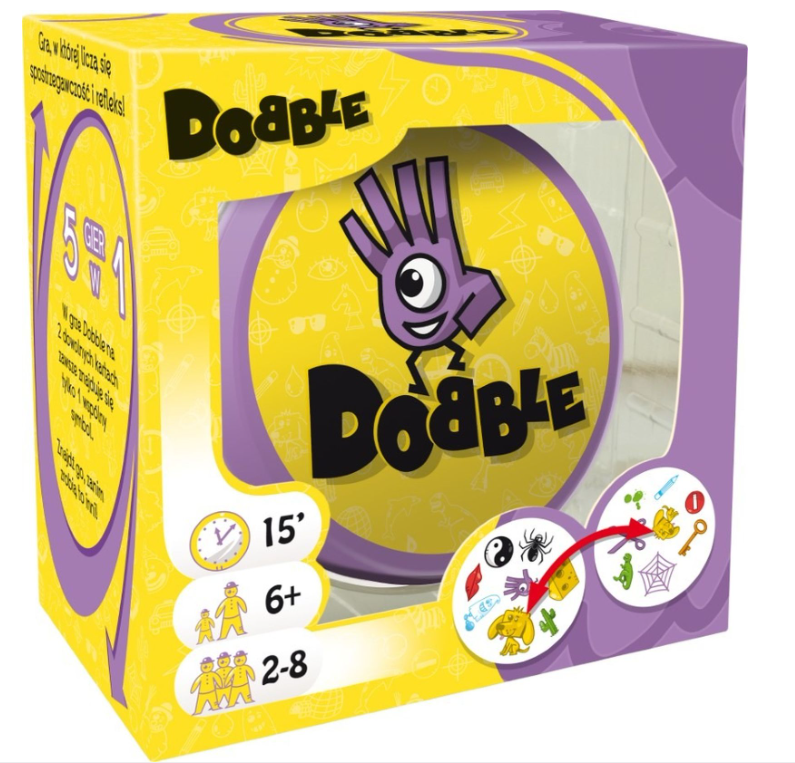 Gra, w której liczą się
spostrzegawczość i refleks!
5 GIER W 1
W grze Dobble na
2 dowolnych kartach
zawsze znajduje się
tylko 1 wspólny
symbol.
Znajdź go, zanim
zrobią to inni!
DOBBLE
DOBBLE
DOBBLE
15’
6+
2-8